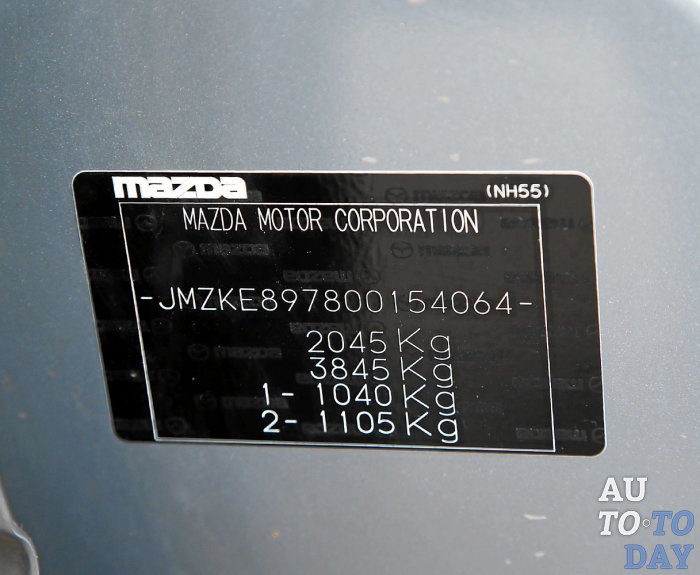 mazda (NH55)
MAZDA MOTOR CORPORATION
-JMZKE897800154064-
2045 Kg
3845 Kg
1- 1040 Kg
2- 1105 Kg
AU
TO TO
DAY